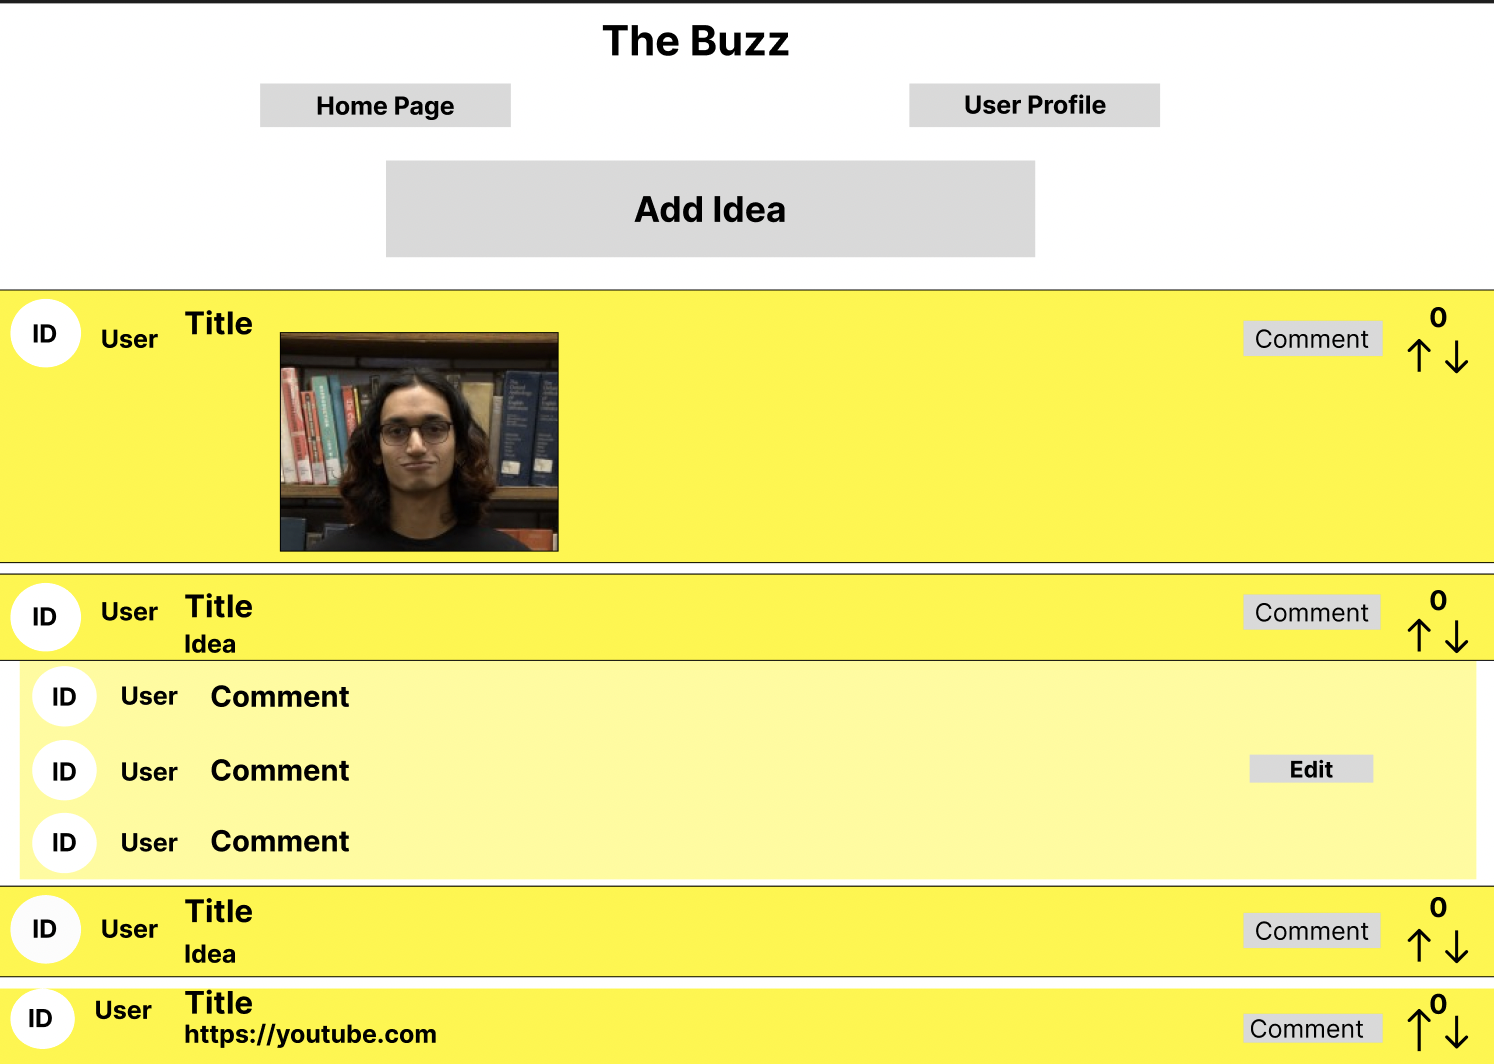 The Buzz
Home Page
User Profile
Add Idea
ID User Title Comment 0
ID User Title Comment 0
Idea
ID User Comment
ID User Comment Edit
ID User Comment
ID User Title Comment 0
Idea
ID User Title Comment 0
https://youtube.com